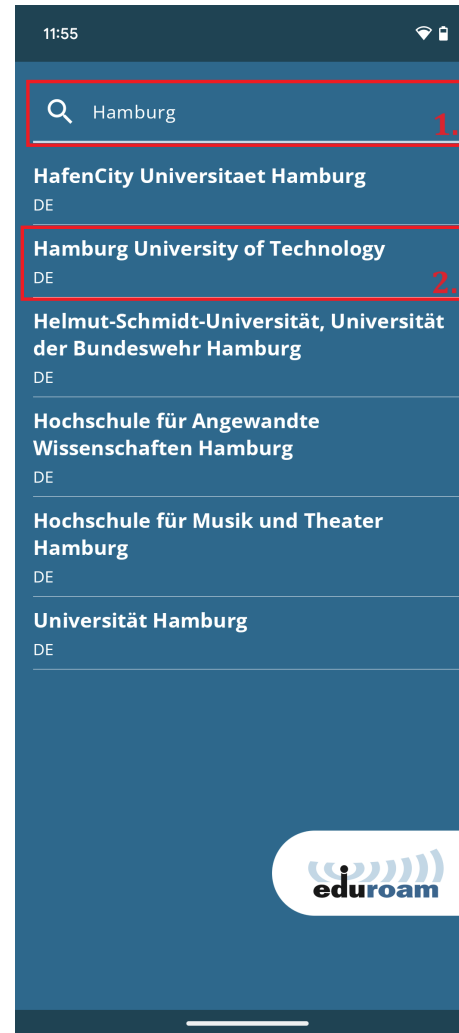 11:55
Hamburg
1.
HafenCity Universitaet Hamburg
DE
Hamburg University of Technology
DE
2.
Helmut-Schmidt-Universität, Universität
der Bundeswehr Hamburg
DE
Hochschule für Angewandte
Wissenschaften Hamburg
DE
Hochschule für Musik und Theater
Hamburg
DE
Universität Hamburg
DE
eduroam